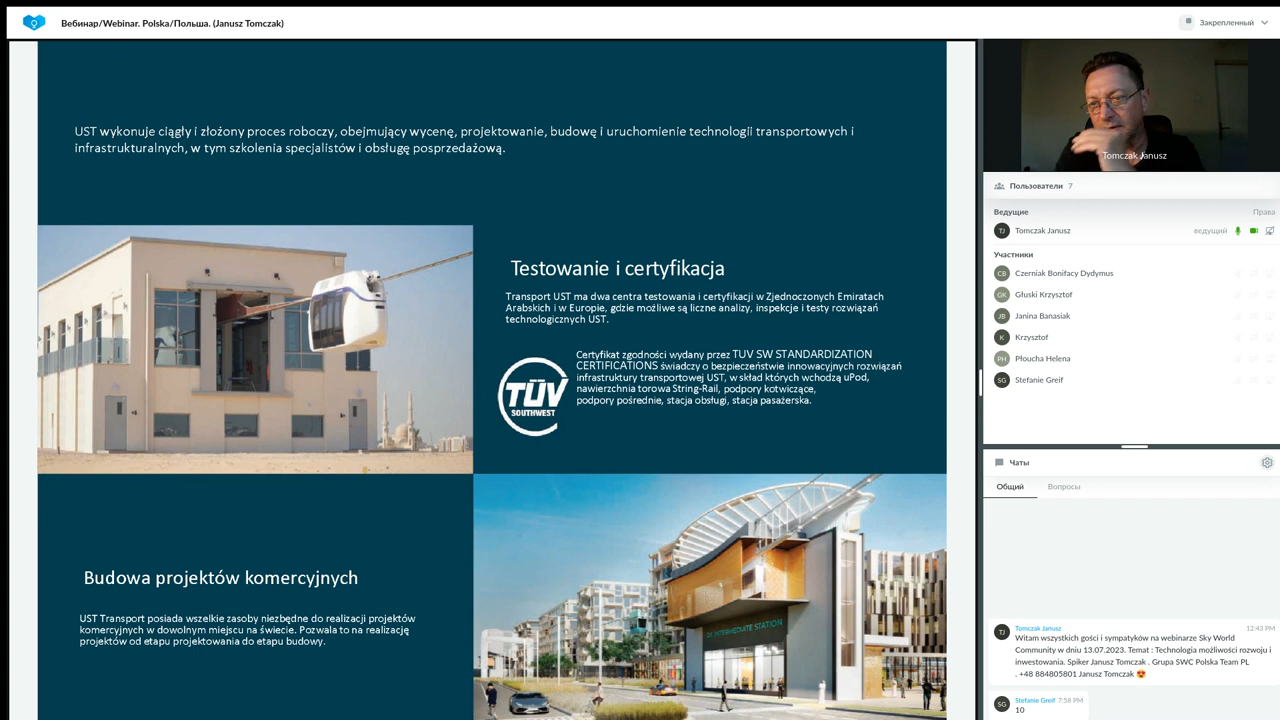 Вебинар/Webinar. Polska/Польша. (Janusz Tomczak)
Закрепленный
UST wykonuje ciągły i złożony proces roboczy, obejmujący wycenę, projektowanie, budowę i uruchomienie technologii transportowych i
infrastrukturalnych, w tym szkolenia specjalistów i obsługę posprzedażową.
Testowanie i certyfikacja
Transport UST ma dwa centra testowania i certyfikacji w Zjednoczonych Emiratach
Arabskich i w Europie, gdzie możliwe są liczne analizy, inspekcje i testy rozwiązań
technologicznych UST.
Certyfikat zgodności wydany przez TUV SW STANDARDIZATION
CERTIFICATIONS świadczy o bezpieczeństwie innowacyjnych rozwiązań
infrastruktury transportowej UST, w skład których wchodzą uPod,
nawierzchnia torowa String-Rail, podpory kotwiczące,
podpory pośrednie, stacja obsługi, stacja pasażerska.
TÜV
SOUTHWEST
Budowa projektów komercyjnych
UST Transport posiada wszelkie zasoby niezbędne do realizacji projektów
komercyjnych w dowolnym miejscu na świecie. Pozwala to na realizację
projektów od etapu projektowania do etapu budowy.
INTERMEDIATE STATION
Tomczak Janusz
Пользователи 7
Ведущие Права
TJ Tomczak Janusz ведущий
Участники
CB Czerniak Bonifacy Dydymus
GK Głuski Krzysztof
JB Janina Banasiak
K Krzysztof
PH Płoucha Helena
SG Stefanie Greif
Чаты
Общий Вопросы
TJ Tomczak Janusz 12:43 PM
Witam wszystkich gości i sympatyków na webinarze Sky World
Community w dniu 13.07.2023. Temat : Technologia możliwości rozwoju i
inwestowania. Spiker Janusz Tomczak . Grupa SWC Polska Team PL
. +48 884805801 Janusz Tomczak 😍
SG Stefanie Greif 7:58 PM
10